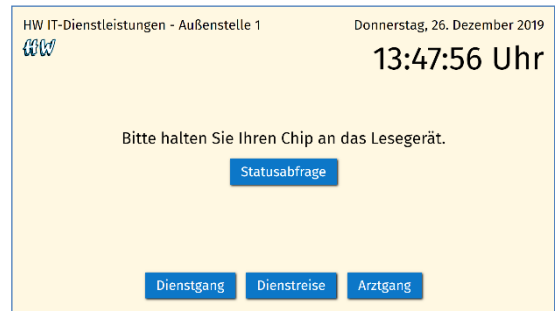 HW IT-Dienstleistungen - Außenstelle 1
Donnerstag, 26. Dezember 2019
HW
13:47:56 Uhr
Bitte halten Sie Ihren Chip an das Lesegerät.
Statusabfrage
Dienstgang
Dienstreise
Arztgang